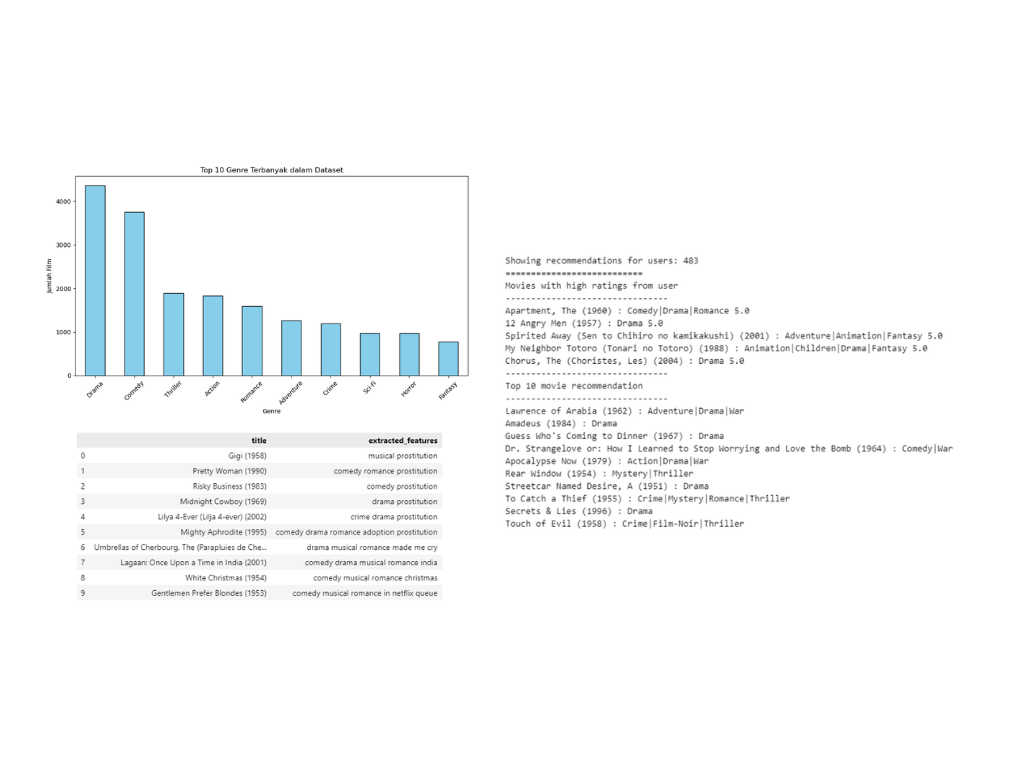 Top 10 Genre Terbanyak dalam Dataset
4000
3000
2000
1000
0
Jumlah Film
Drama
Comedy
Thriller
Action
Romance
Adventure
Crime
Sci-Fi
Horror
Fantasy
Genre
title extracted_features
0 Gigi (1958) musical prostitution
1 Pretty Woman (1990) comedy romance prostitution
2 Risky Business (1983) comedy prostitution
3 Midnight Cowboy (1969) drama prostitution
4 Lilya 4-Ever (Lilja 4-ever) (2002) crime drama prostitution
5 Mighty Aphrodite (1995) comedy drama romance adoption prostitution
6 Umbrellas of Cherbourg, The (Parapluies de Che... drama musical romance made me cry
7 Lagaan: Once Upon a Time in India (2001) comedy drama musical romance india
8 White Christmas (1954) comedy musical romance christmas
9 Gentlemen Prefer Blondes (1953) comedy musical romance in netflix queue
Showing recommendations for users: 483
===========================
Movies with high ratings from user
--------------------------------
Apartment, The (1960) : Comedy|Drama|Romance 5.0
12 Angry Men (1957) : Drama 5.0
Spirited Away (Sen to Chihiro no kamikakushi) (2001) : Adventure|Animation|Fantasy 5.0
My Neighbor Totoro (Tonari no Totoro) (1988) : Animation|Children|Drama|Fantasy 5.0
Chorus, The (Choristes, Les) (2004) : Drama 5.0
--------------------------------
Top 10 movie recommendation
--------------------------------
Lawrence of Arabia (1962) : Adventure|Drama|War
Amadeus (1984) : Drama
Guess Who's Coming to Dinner (1967) : Drama
Dr. Strangelove or: How I Learned to Stop Worrying and Love the Bomb (1964) : Comedy|War
Apocalypse Now (1979) : Action|Drama|War
Rear Window (1954) : Mystery|Thriller
Streetcar Named Desire, A (1951) : Drama
To Catch a Thief (1955) : Crime|Mystery|Romance|Thriller
Secrets & Lies (1996) : Drama
Touch of Evil (1958) : Crime|Film-Noir|Thriller